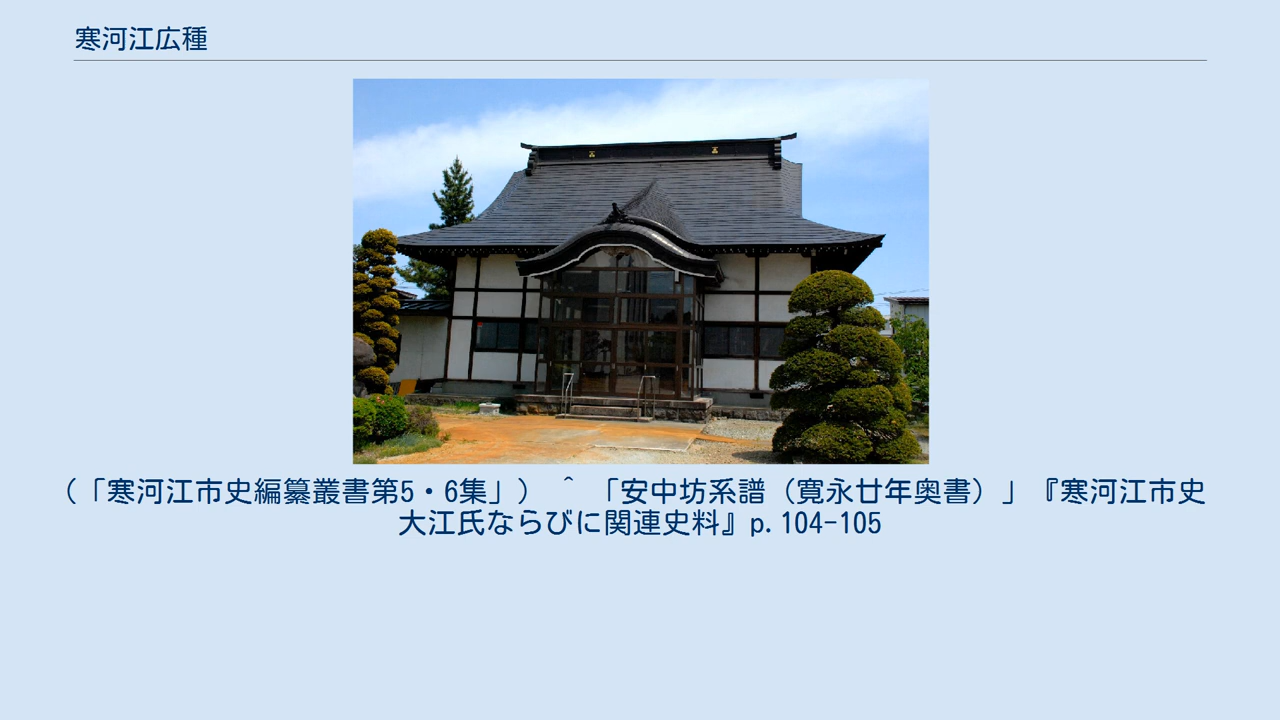 寒河江広種
（「寒河江市史編纂叢書第5・6集」） ^ 「安中坊系譜（寛永廿年奥書）」『寒河江市史
大江氏ならびに関連史料』p.104-105